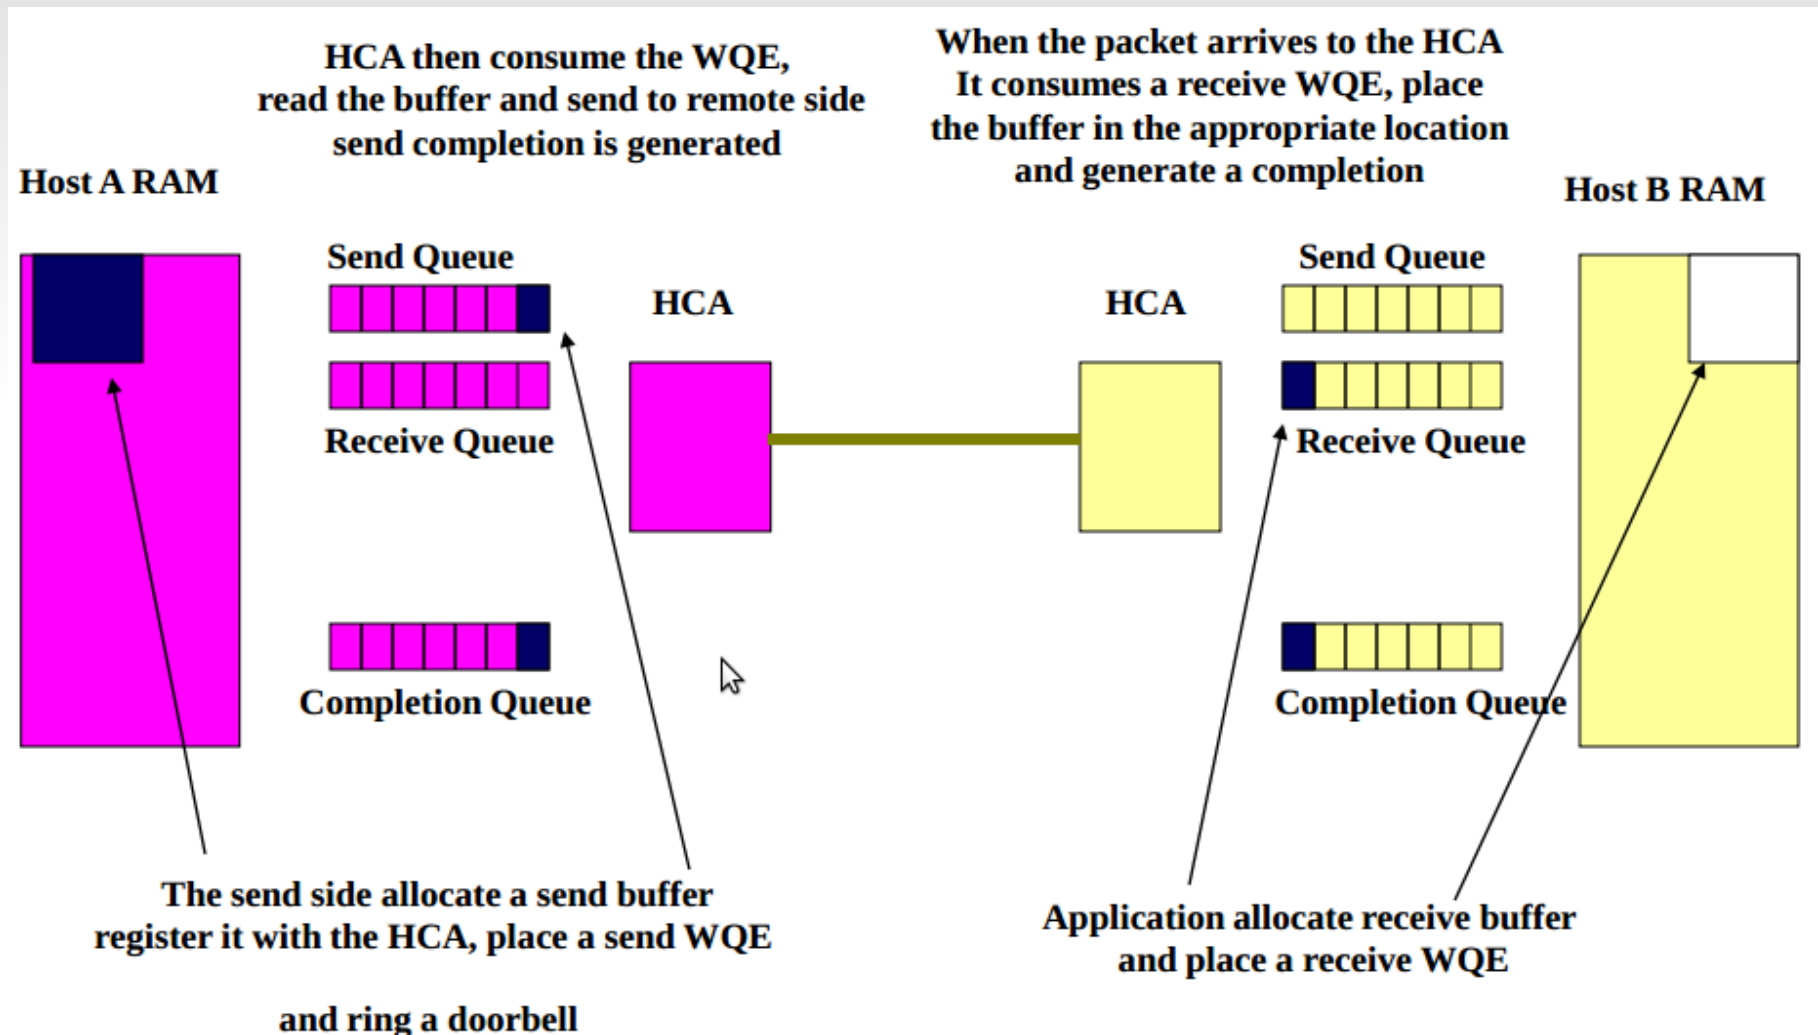 HCA then consume the WQE,
read the buffer and send to remote side
send completion is generated
When the packet arrives to the HCA
It consumes a receive WQE, place
the buffer in the appropriate location
and generate a completion
Host A RAM
Host B RAM
Send Queue
HCA
Receive Queue
Completion Queue
HCA
Send Queue
Receive Queue
Completion Queue
The send side allocate a send buffer
register it with the HCA, place a send WQE
and ring a doorbell
Application allocate receive buffer
and place a receive WQE